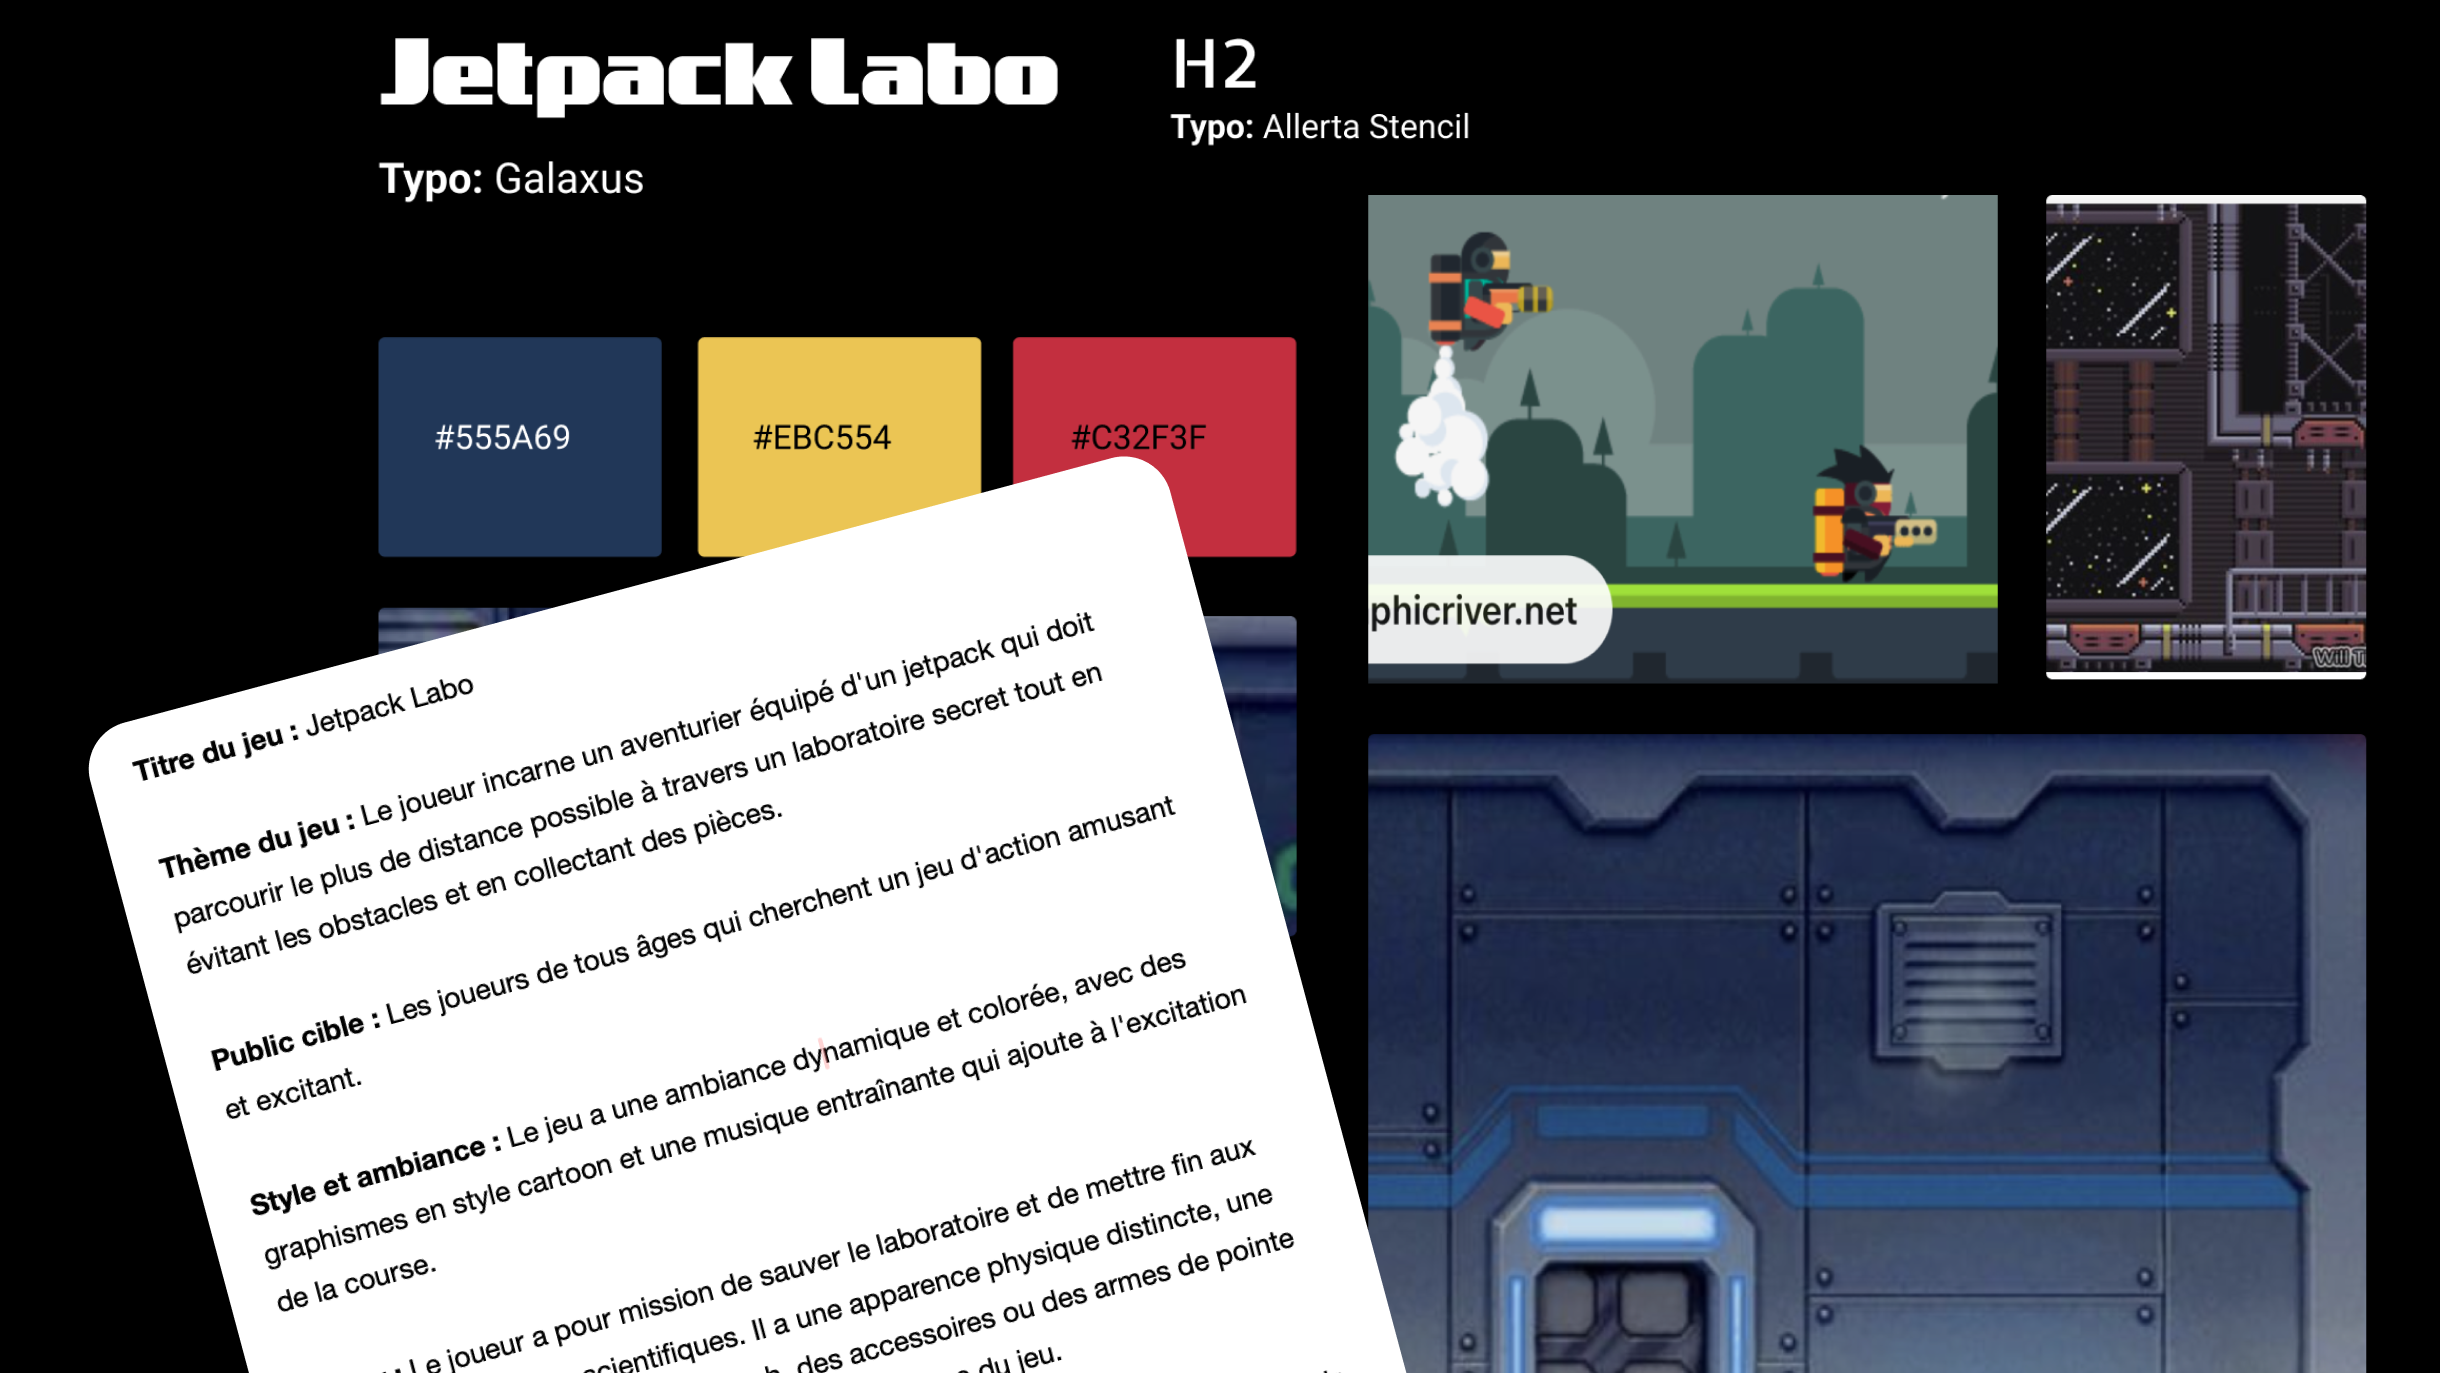 Jetpack Labo
Typo: Galaxus
H2
Typo: Allerta Stencil
#555A69
#EBC554
#C32F3F
phicriver.net
Titre du jeu : Jetpack Labo
Thème du jeu : Le joueur incarne un aventurier équipé d'un jetpack qui doit
parcourir le plus de distance possible à travers un laboratoire secret tout en
évitant les obstacles et en collectant des pièces.
Public cible : Les joueurs de tous âges qui cherchent un jeu d'action amusant
et excitant.
Style et ambiance : Le jeu a une ambiance dynamique et colorée, avec des
graphismes en style cartoon et une musique entraînante qui ajoute à l'excitation
de la course.
: Le joueur a pour mission de sauver le laboratoire et de mettre fin aux
scientifiques. Il a une apparence physique distincte, une
des accessoires ou des armes de pointe
du jeu.
Will